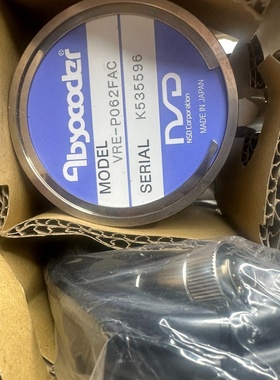 Absocoder
MODEL
VRE-P062FAC
SERIAL
K535596
NSD
NSD Corporation
MADE IN JAPAN